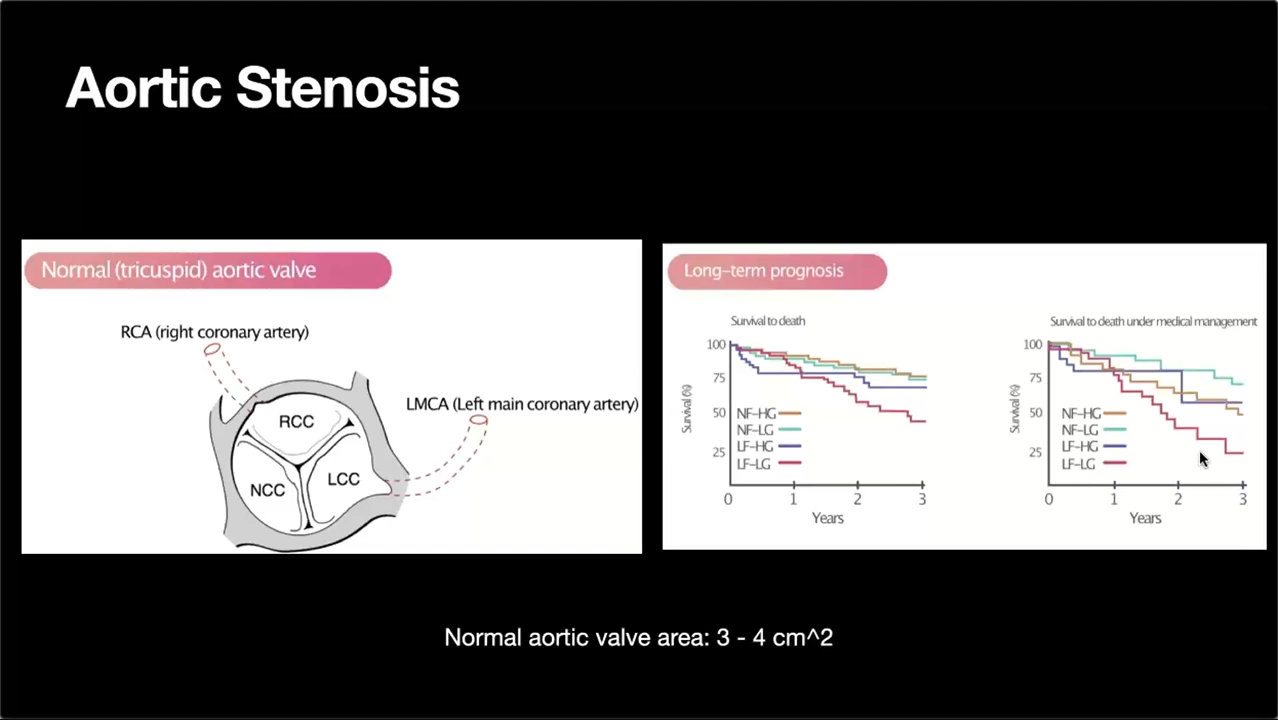 Aortic Stenosis
Normal (tricuspid) aortic valve
RCA (right coronary artery)
LMCA (Left main coronary artery)
RCC
LCC
NCC
Long-term prognosis
Survival to death
Survival (%)
100
75
50
25
NF-HG
NF-LG
LF-HG
LF-LG
0 1 2 3
Years
Survival to death under medical management
Survival (%)
100
75
50
25
NF-HG
NF-LG
LF-HG
LF-LG
0 1 2 3
Years
Normal aortic valve area: 3 - 4 cm^2